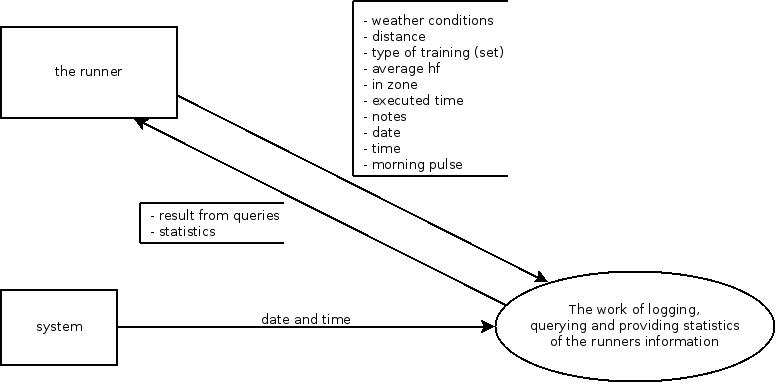 - weather conditions
- distance
- type of training (set)
- average hf
- in zone
- executed time
- notes
- date
- time
- morning pulse
the runner
- result from queries
- statistics
system
date and time
The work of logging,
querying and providing statistics
of the runners information